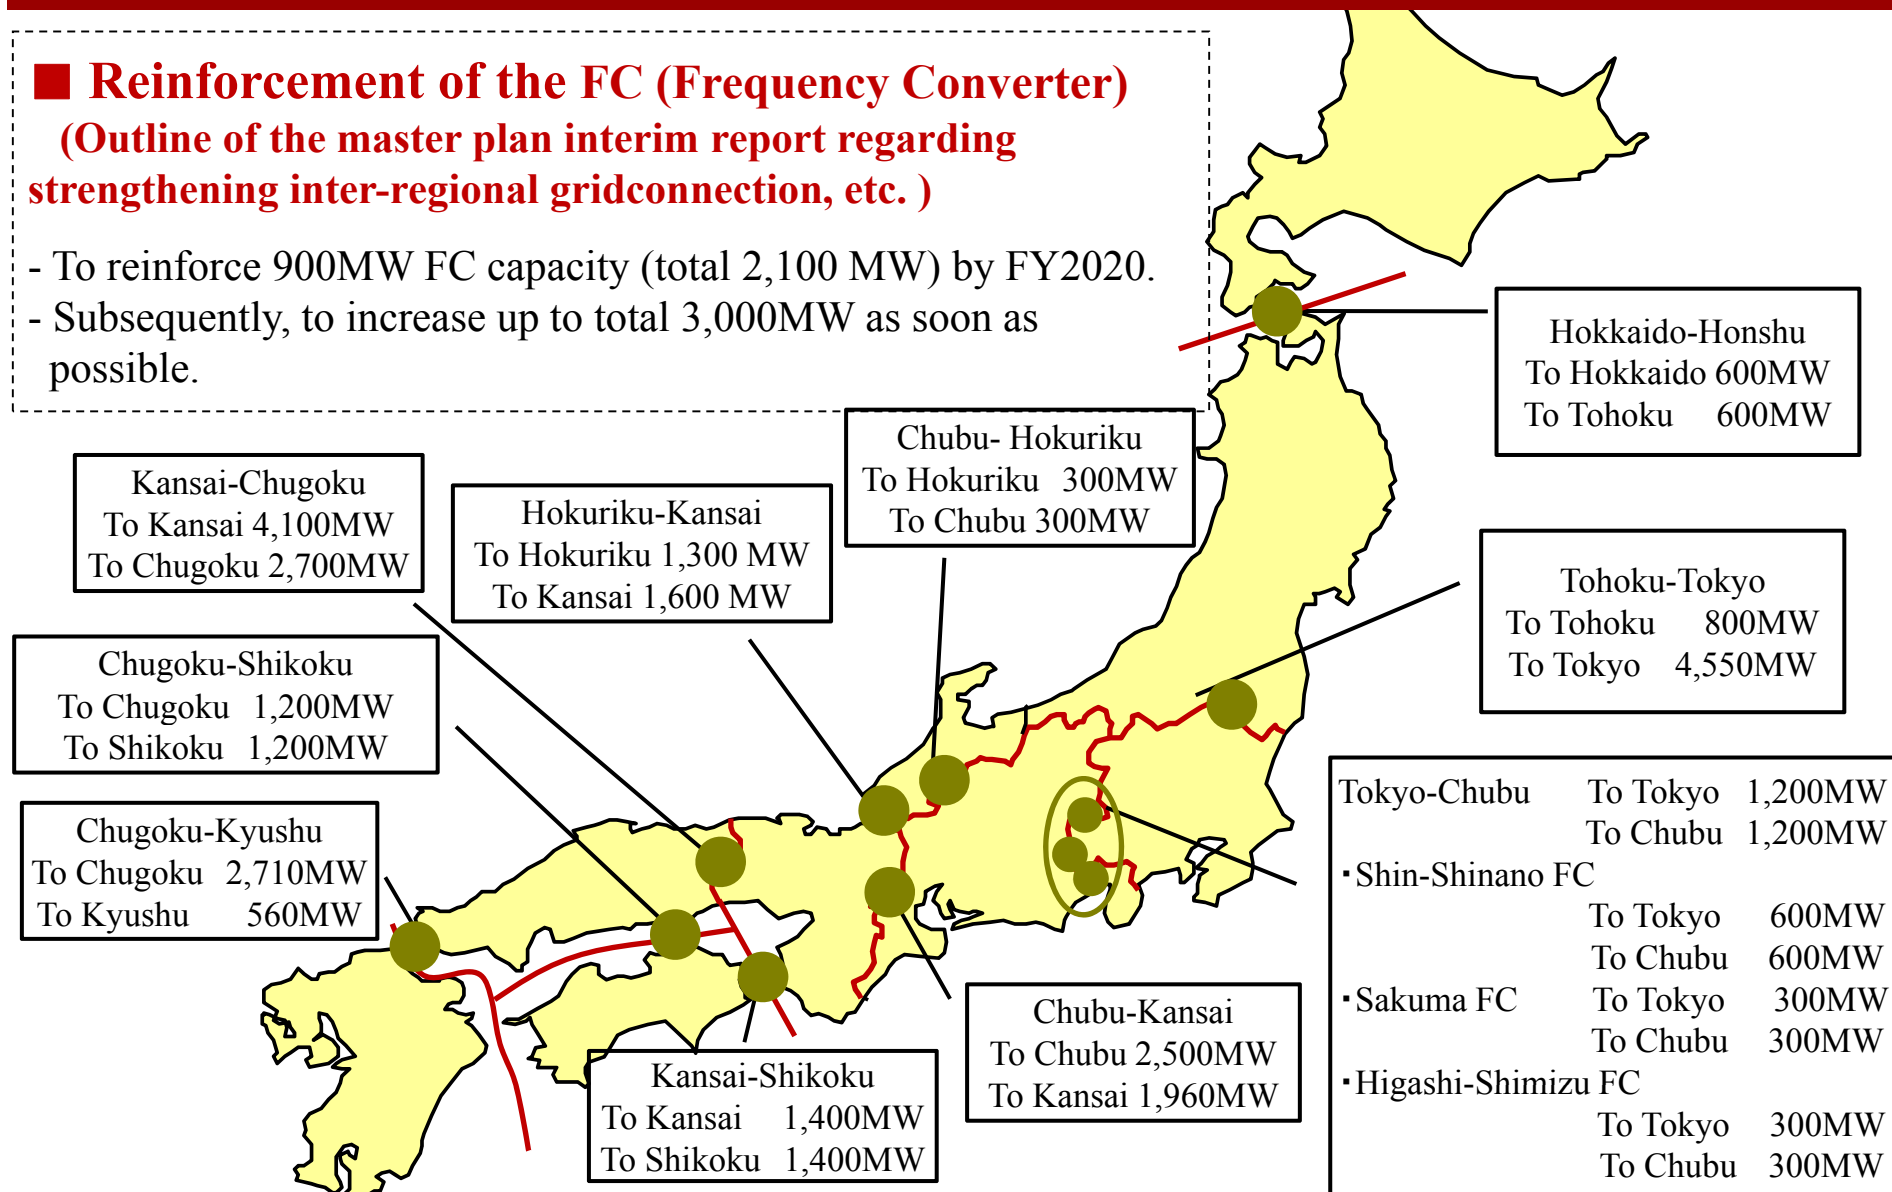 ■ Reinforcement of the FC (Frequency Converter)
(Outline of the master plan interim report regarding
strengthening inter-regional gridconnection, etc. )
- To reinforce 900MW FC capacity (total 2,100 MW) by FY2020.
- Subsequently, to increase up to total 3,000MW as soon as
possible.
Hokkaido-Honshu
To Hokkaido 600MW
To Tohoku 600MW
Chubu- Hokuriku
To Hokuriku 300MW
To Chubu 300MW
Kansai-Chugoku
To Kansai 4,100MW
To Chugoku 2,700MW
Hokuriku-Kansai
To Hokuriku 1,300 MW
To Kansai 1,600 MW
Tohoku-Tokyo
To Tohoku 800MW
To Tokyo 4,550MW
Chugoku-Shikoku
To Chugoku 1,200MW
To Shikoku 1,200MW
Chugoku-Kyushu
To Chugoku 2,710MW
To Kyushu 560MW
Tokyo-Chubu To Tokyo 1,200MW
To Chubu 1,200MW
・Shin-Shinano FC
To Tokyo 600MW
To Chubu 600MW
・Sakuma FC To Tokyo 300MW
To Chubu 300MW
・Higashi-Shimizu FC
To Tokyo 300MW
To Chubu 300MW
Chubu-Kansai
To Chubu 2,500MW
To Kansai 1,960MW
Kansai-Shikoku
To Kansai 1,400MW
To Shikoku 1,400MW